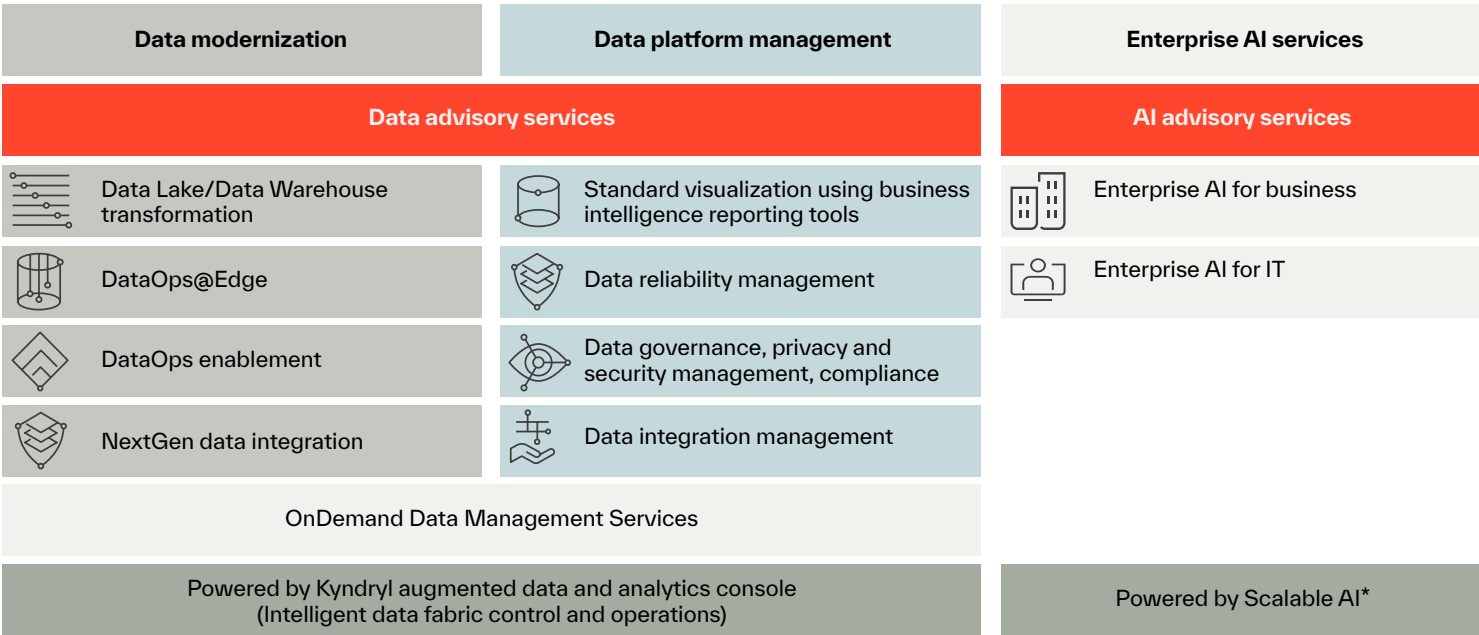 Data modernization
Data platform management
Enterprise AI services
Data advisory services
AI advisory services
Data Lake/Data Warehouse
transformation
Standard visualization using business
intelligence reporting tools
Enterprise AI for business
DataOps@Edge
Data reliability management
Enterprise AI for IT
DataOps enablement
Data governance, privacy and
security management, compliance
NextGen data integration
Data integration management
OnDemand Data Management Services
Powered by Kyndryl augmented data and analytics console
(Intelligent data fabric control and operations)
Powered by Scalable AI*